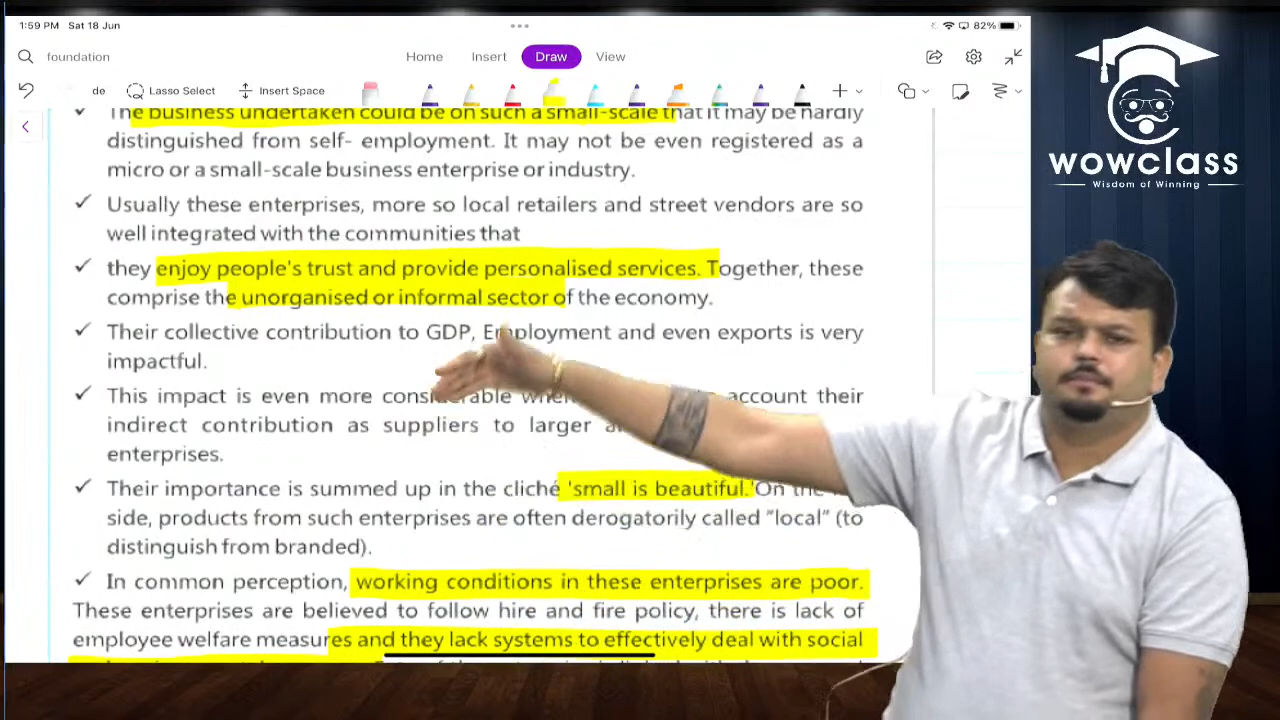 1:59 PM Sat 18 Jun
82%
foundation
Home Insert Draw View
de Lasso Select Insert Space
The business undertaken could be on such a small-scale that it may be hardly
distinguished from self- employment. It may not be even registered as a
micro or a small-scale business enterprise or industry.
✓ Usually these enterprises, more so local retailers and street vendors are so
well integrated with the communities that
✓ they enjoy people's trust and provide personalised services. Together, these
comprise the unorganised or informal sector of the economy.
✓ Their collective contribution to GDP, Employment and even exports is very
impactful.
✓ This impact is even more considerable account their
indirect contribution as suppliers to larger
enterprises.
✓ Their importance is summed up in the cliché 'small is beautiful.' On the
side, products from such enterprises are often derogatorily called "local" (to
distinguish from branded).
✓ In common perception, working conditions in these enterprises are poor.
These enterprises are believed to follow hire and fire policy, there is lack of
employee welfare measures and they lack systems to effectively deal with social
wowclass
Wisdom of Winning